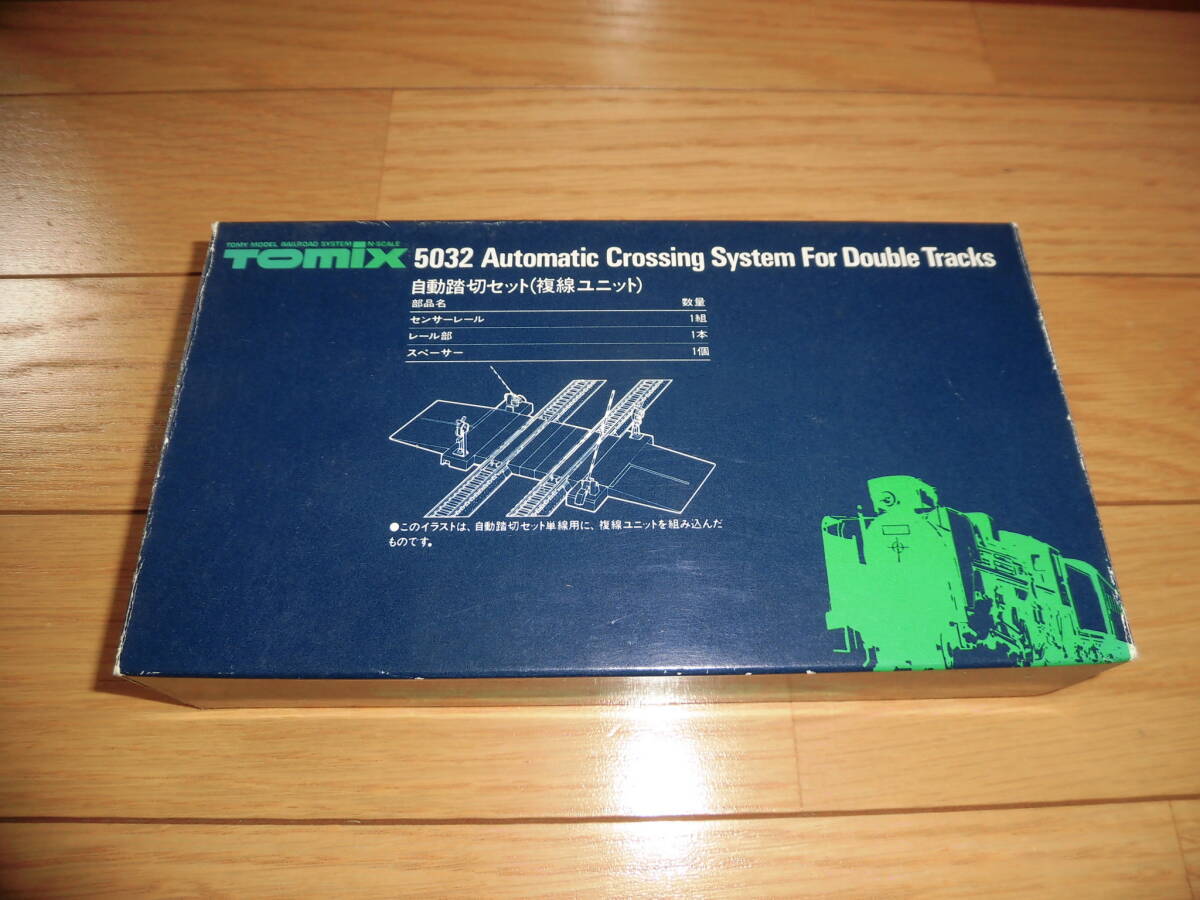 TOMY MODEL RAILROAD SYSTEM N-SCALE
TOMIX 5032 Automatic Crossing System For Double Tracks
自動踏切セット(複線ユニット)
部品名 数量
センサーレール 1組
レール部 1本
スペーサー 1個
●このイラストは、自動踏切セット単線用に、複線ユニットを組み込んだ
ものです。